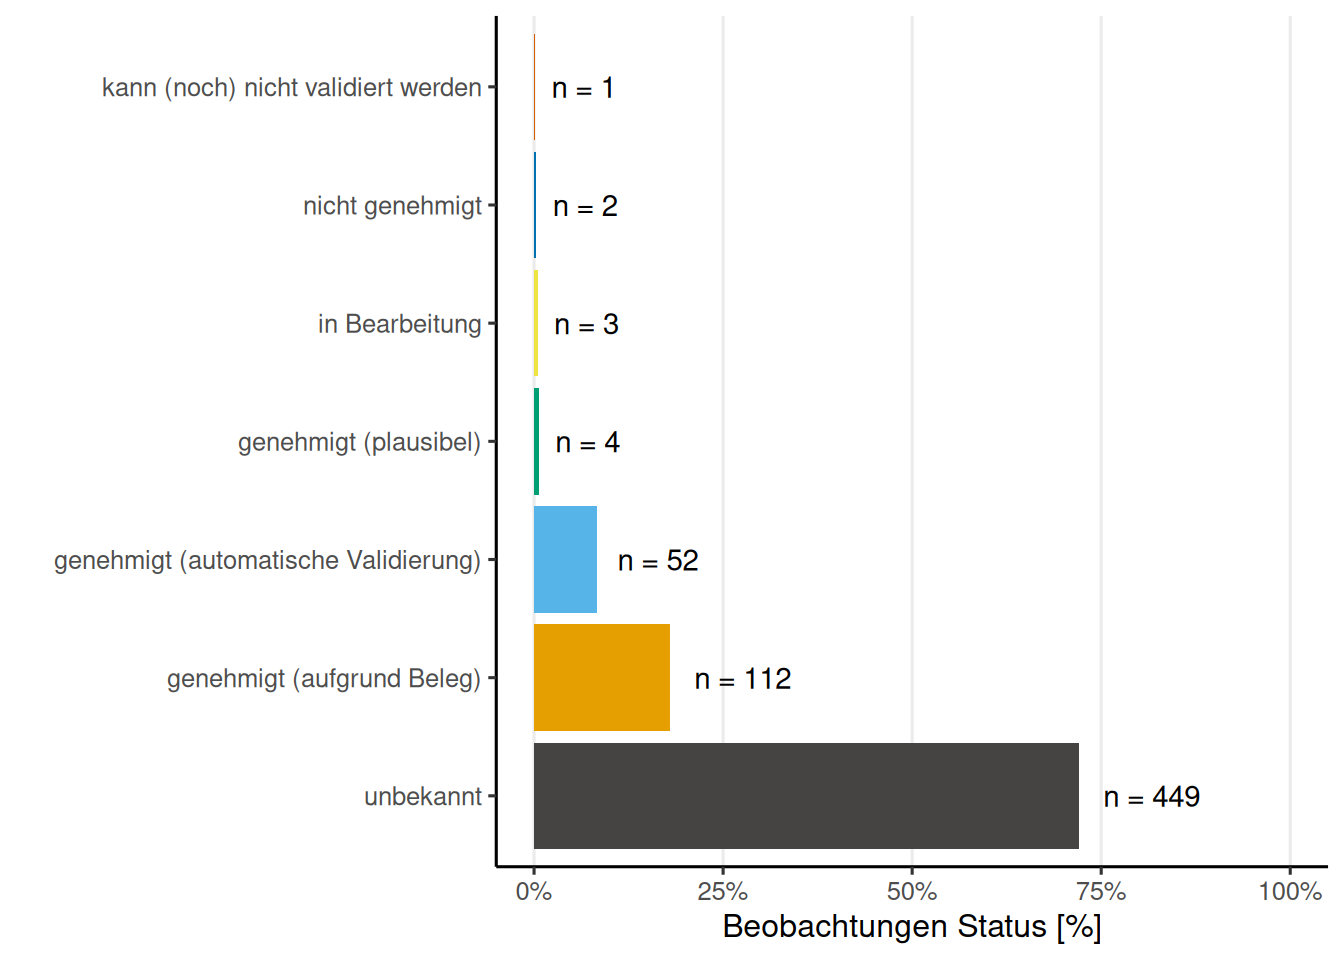 kann (noch) nicht validiert werden n = 1
nicht genehmigt n = 2
in Bearbeitung n = 3
genehmigt (plausibel) n = 4
genehmigt (automatische Validierung) n = 52
genehmigt (aufgrund Beleg) n = 112
unbekannt n = 449
0% 25% 50% 75% 100%
Beobachtungen Status [%]